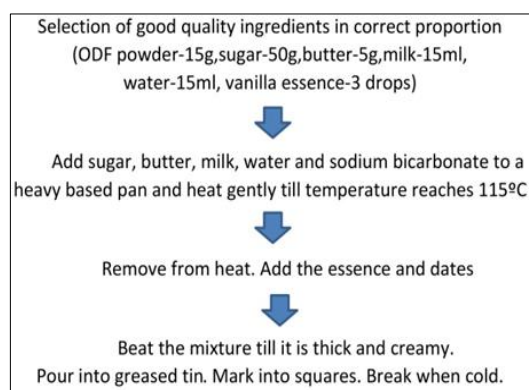 Selection of good quality ingredients in correct proportion
(ODF powder-15g,sugar-50g,butter-5g,milk-15ml,
water-15ml, vanilla essence-3 drops)
Add sugar, butter, milk, water and sodium bicarbonate to a
heavy based pan and heat gently till temperature reaches 115ºC
Remove from heat. Add the essence and dates
Beat the mixture till it is thick and creamy.
Pour into greased tin. Mark into squares. Break when cold.